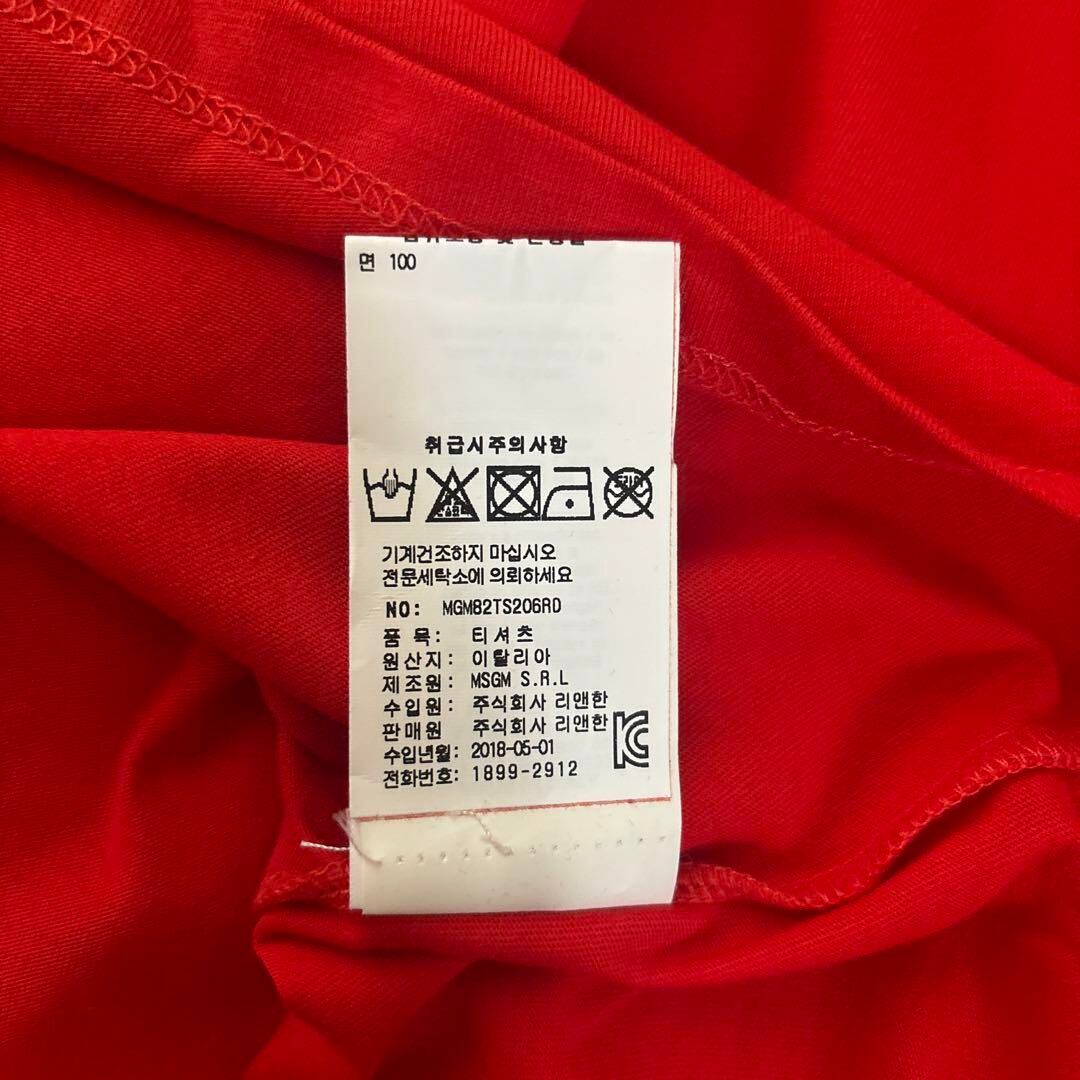 면 100
취급시주의사항
기계건조하지 마십시오
전문세탁소에 의뢰하세요
NO: MGM82TS206RD
품 목: 티셔츠
원산지: 이탈리아
제조원: MSGM S.R.L
수입원: 주식회사 리앤한
판매원 주식회사 리앤한
수입년월: 2018-05-01
전화번호: 1899-2912